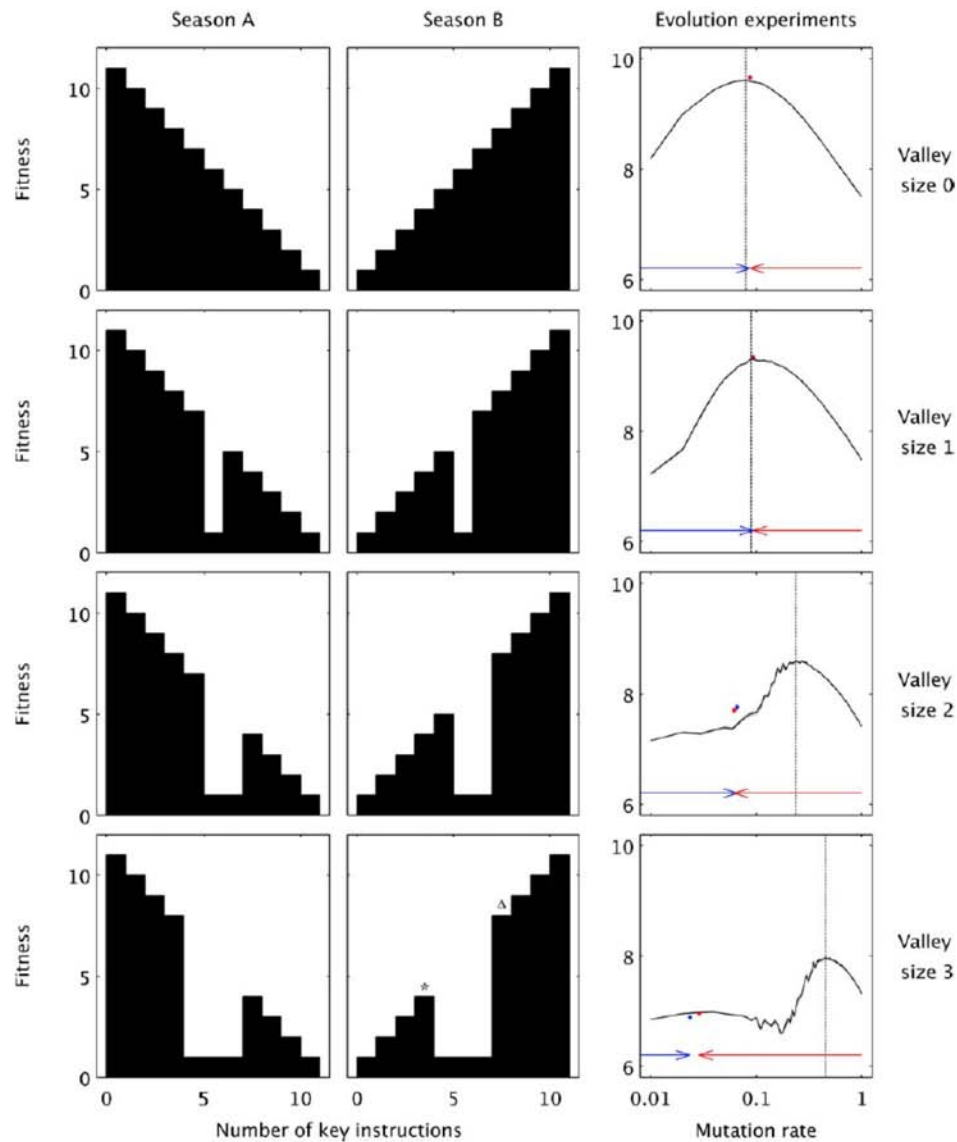 Season A Season B Evolution experiments
Fitness
10
5
0
10
8
6
Valley
size 0
Fitness
10
5
0
10
8
6
Valley
size 1
Fitness
10
5
0
10
8
6
Valley
size 2
Fitness
10
5
0
*
Δ
10
8
6
Valley
size 3
0 5 10 0 5 10 0.01 0.1 1
Number of key instructions Mutation rate